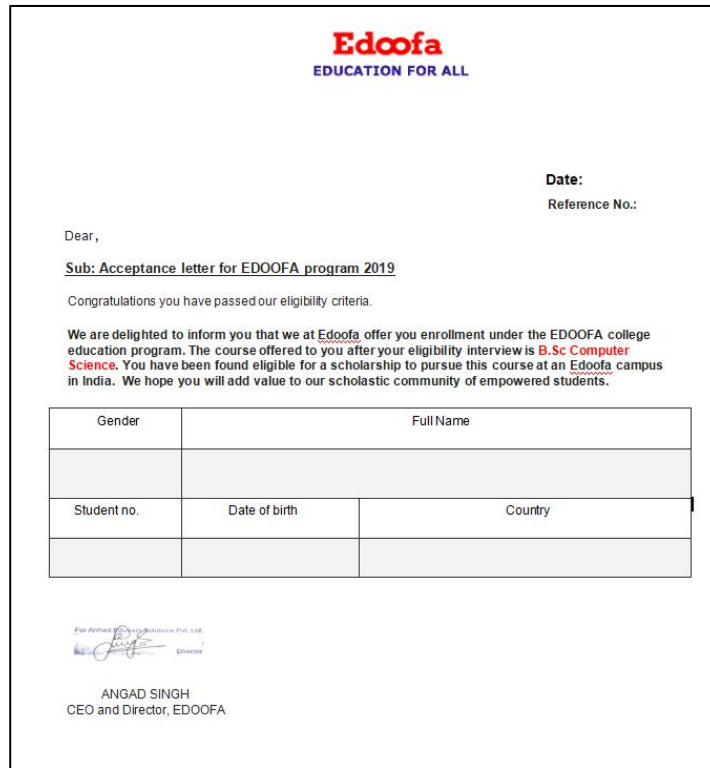 Edoofa
EDUCATION FOR ALL
Date:
Reference No.:
Dear,
Sub: Acceptance letter for EDOOFA program 2019
Congratulations you have passed our eligibility criteria.
We are delighted to inform you that we at Edoofa offer you enrollment under the EDOOFA college
education program. The course offered to you after your eligibility interview is B.Sc Computer
Science. You have been found eligible for a scholarship to pursue this course at an Edoofa campus
in India. We hope you will add value to our scholastic community of empowered students.
Gender Full Name
Student no. Date of birth Country
For Anhad Solutions Pvt. Ltd.
Director
ANGAD SINGH
CEO and Director, EDOOFA